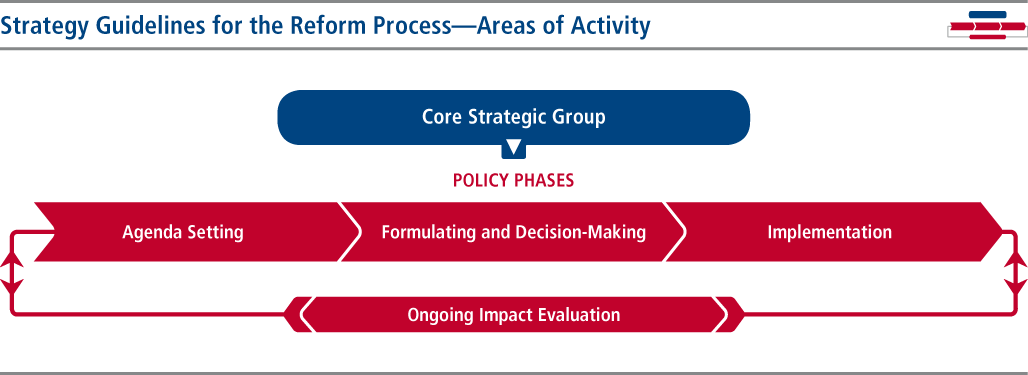 Strategy Guidelines for the Reform Process—Areas of Activity
Core Strategic Group
POLICY PHASES
Agenda Setting
Formulating and Decision-Making
Implementation
Ongoing Impact Evaluation